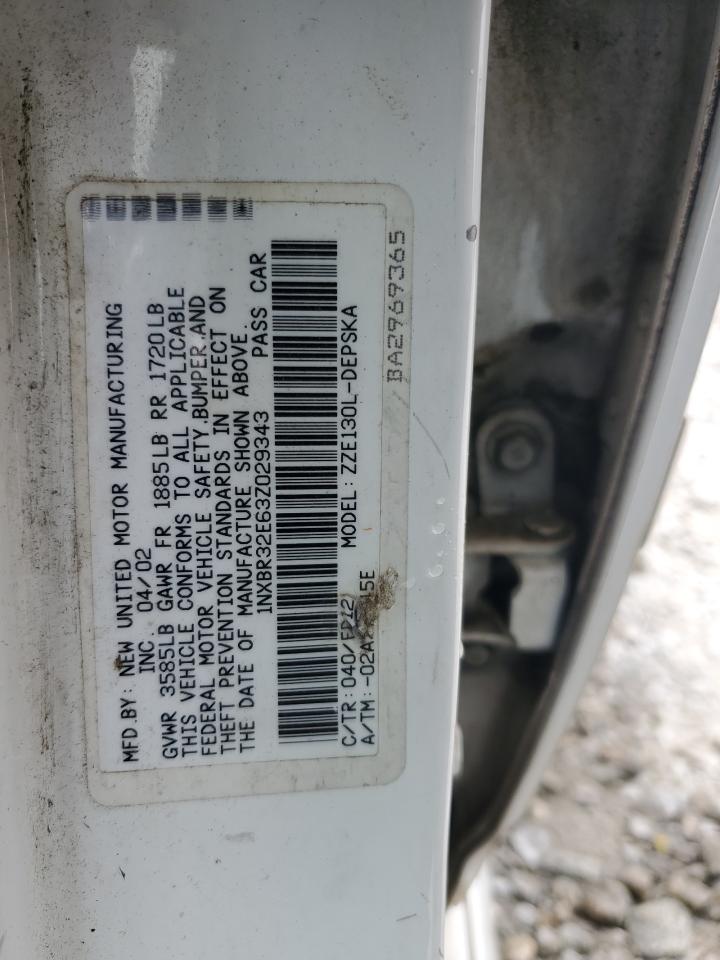 MFD.BY: NEW UNITED MOTOR MANUFACTURING
INC. 04/02
GVWR 3585LB GAWR FR 1885LB RR 1720LB
THIS VEHICLE CONFORMS TO ALL APPLICABLE
FEDERAL MOTOR VEHICLE SAFETY,BUMPER,AND
THEFT PREVENTION STANDARDS IN EFFECT ON
THE DATE OF MANUFACTURE SHOWN ABOVE.
1NXBR32E63Z029343 PASS CAR
C/TR: 040/ MODEL: ZZE130L-DEPSKA
A/TM:
BA2969365